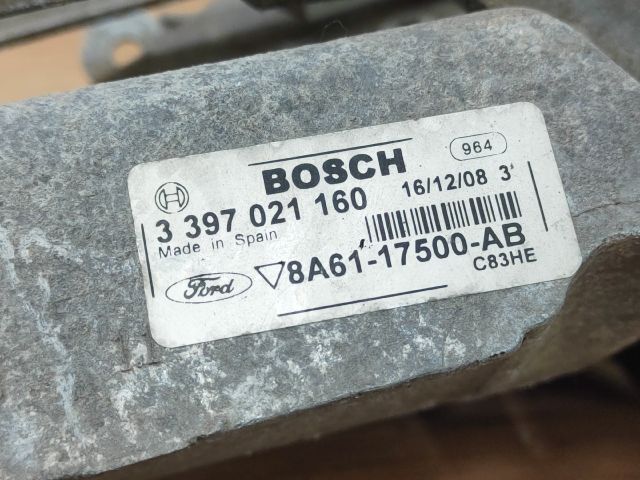 BOSCH
964
3 397 021 160
16/12/08 3
Made in Spain
Ford
8A61-17500-AB
C83HE